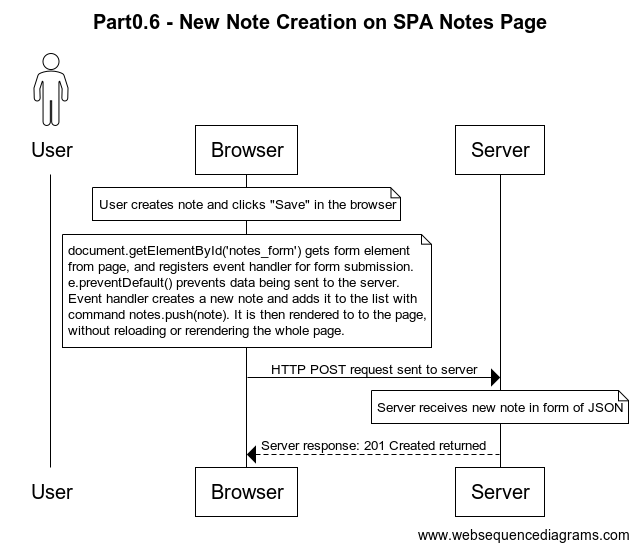 Part0.6 - New Note Creation on SPA Notes Page
User
Browser
Server
User creates note and clicks "Save" in the browser
document.getElementById('notes_form') gets form element
from page, and registers event handler for form submission.
e.preventDefault() prevents data being sent to the server.
Event handler creates a new note and adds it to the list with
command notes.push(note). It is then rendered to to the page,
without reloading or rerendering the whole page.
HTTP POST request sent to server
Server receives new note in form of JSON
Server response: 201 Created returned
User
Browser
Server
www.websequencediagrams.com